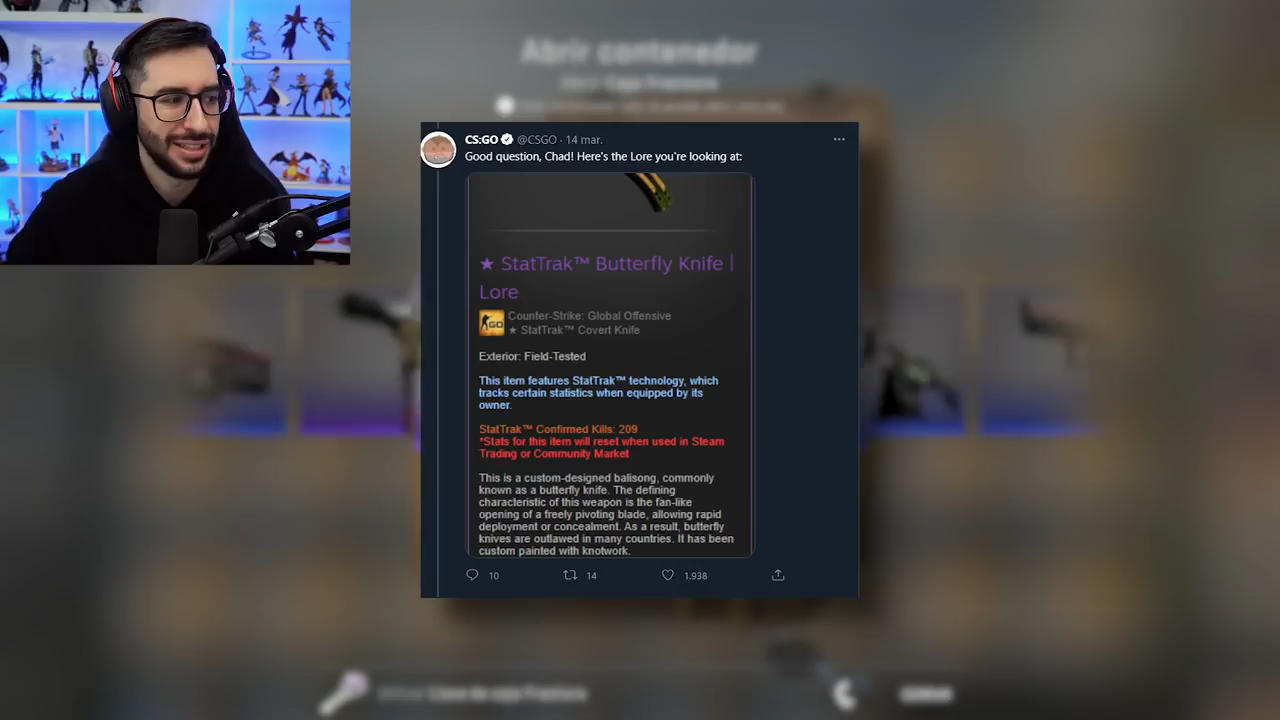 Abrir contenedor
CS:GO @CSGO · 14 mar.
Good question, Chad! Here's the Lore you're looking at:
★ StatTrak™ Butterfly Knife |
Lore
GO
Counter-Strike: Global Offensive
★ StatTrak™ Covert Knife
Exterior: Field-Tested
This item features StatTrak™ technology, which
tracks certain statistics when equipped by its
owner.
StatTrak™ Confirmed Kills: 209
*Stats for this item will reset when used in Steam
Trading or Community Market
This is a custom-designed balisong, commonly
known as a butterfly knife. The defining
characteristic of this weapon is the fan-like
opening of a freely pivoting blade, allowing rapid
deployment or concealment. As a result, butterfly
knives are outlawed in many countries. It has been
custom painted with knotwork.
10 14 1.938